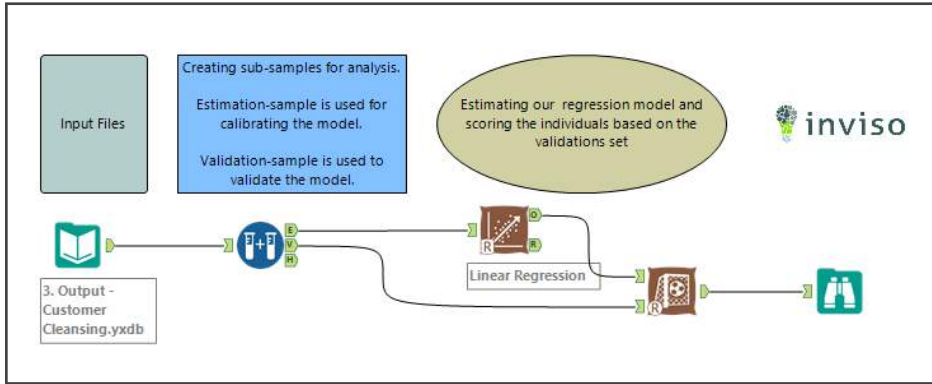 Input Files
Creating sub-samples for analysis.
Estimation-sample is used for
calibrating the model.
Validation-sample is used to
validate the model.
Estimating our regression model and
scoring the individuals based on the
validations set
inviso
E
V
H
O
R
R
Linear Regression
R
3. Output -
Customer
Cleansing.yxdb